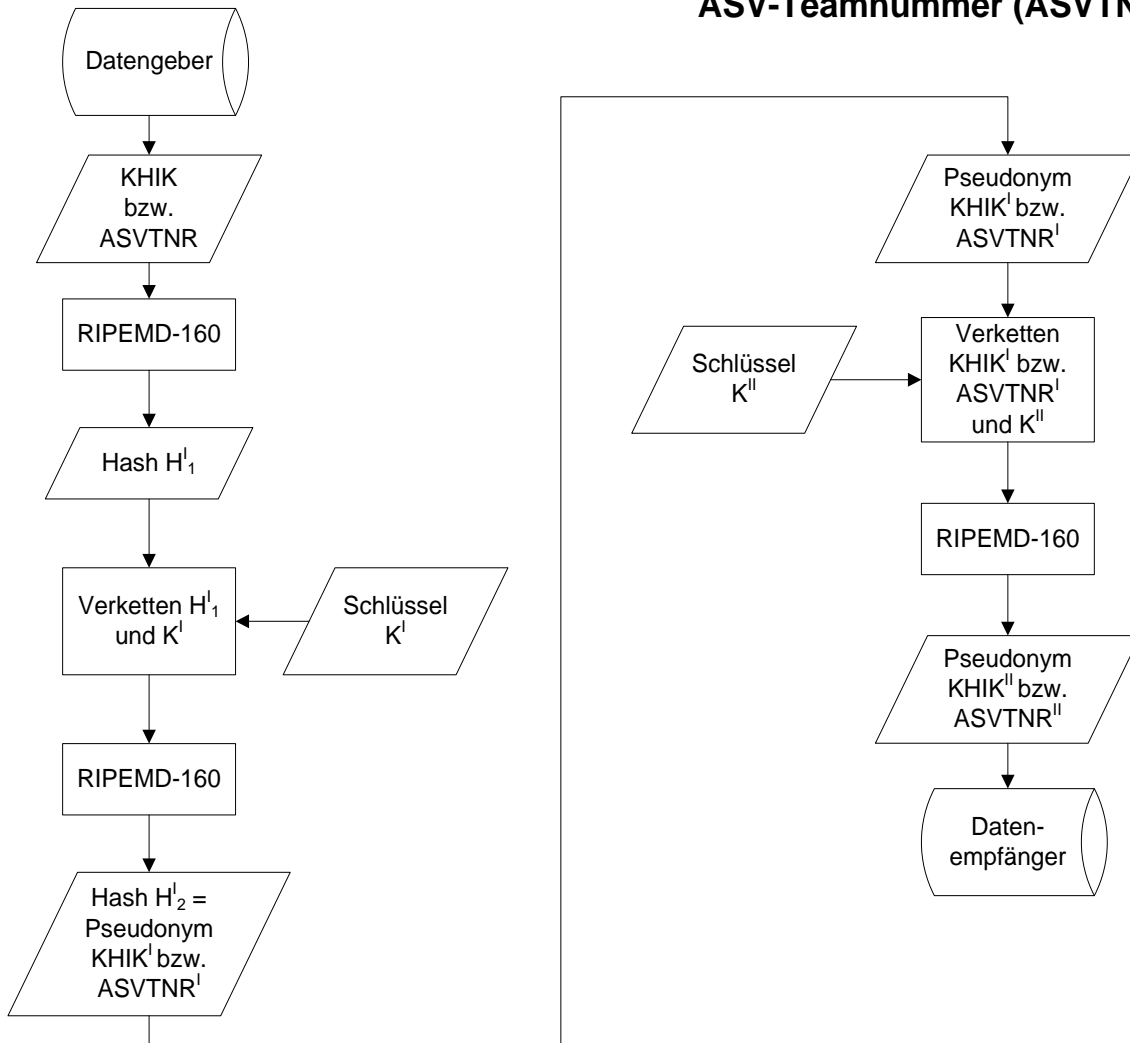 ASV-Teamnummer (ASVTN
Datengeber
KHIK
bzw.
ASVTNR
RIPEMD-160
Hash H^I_1
Verketten H^I_1
und K^I
Schlüssel
K^I
RIPEMD-160
Hash H^I_2 =
Pseudonym
KHIK^I bzw.
ASVTNR^I
Pseudonym
KHIK^I bzw.
ASVTNR^I
Schlüssel
K^II
Verketten
KHIK^I bzw.
ASVTNR^I
und K^II
RIPEMD-160
Pseudonym
KHIK^II bzw.
ASVTNR^II
Daten-
empfänger